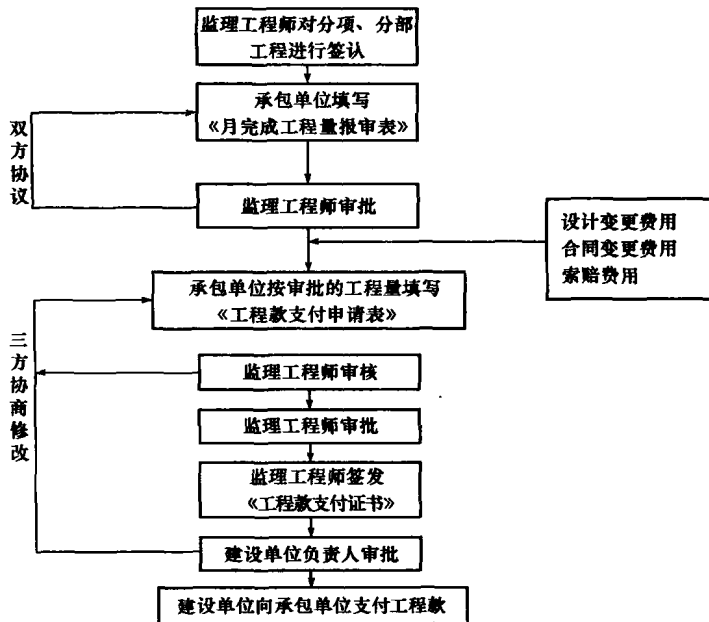 监理工程师对分项、分部
工程进行签认
承包单位填写
《月完成工程量报审表》
双方协议
监理工程师审批
设计变更费用
合同变更费用
索赔费用
承包单位按审批的工程量填写
《工程款支付申请表》
三方协商修改
监理工程师审核
监理工程师审批
监理工程师签发
《工程款支付证书》
建设单位负责人审批
建设单位向承包单位支付工程款